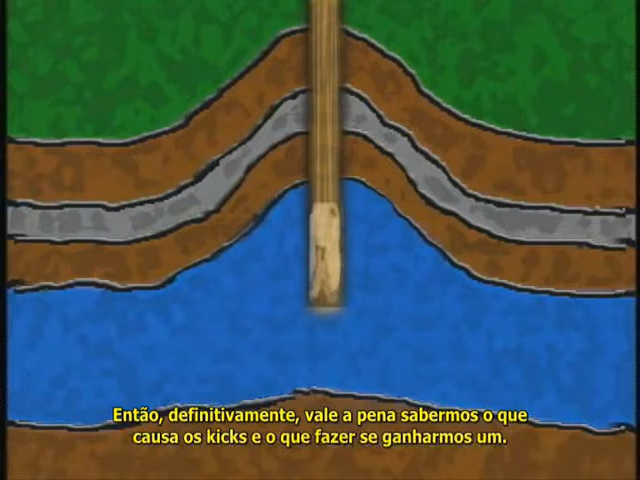 Então, definitivamente, vale a pena sabermos o que
causa os kicks e o que fazer se ganharmos um.